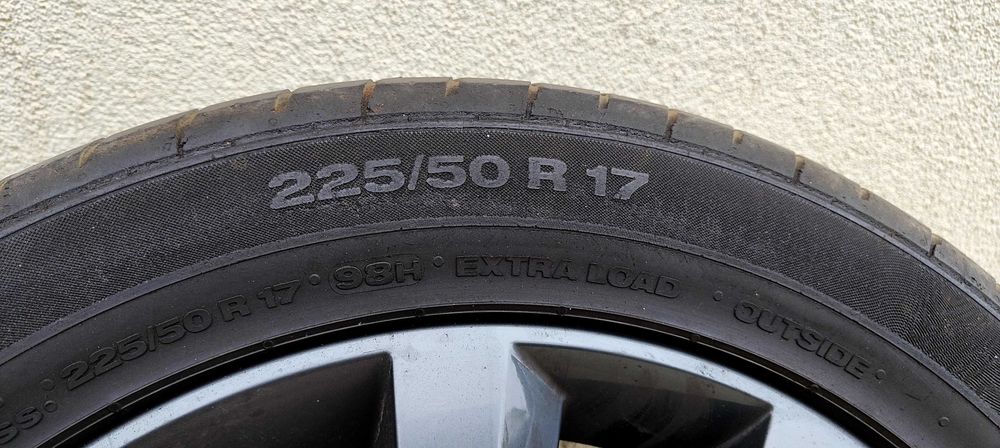 225/50 R 17
225/50 R 17 · 98H · EXTRA LOAD · OUTSIDE ·